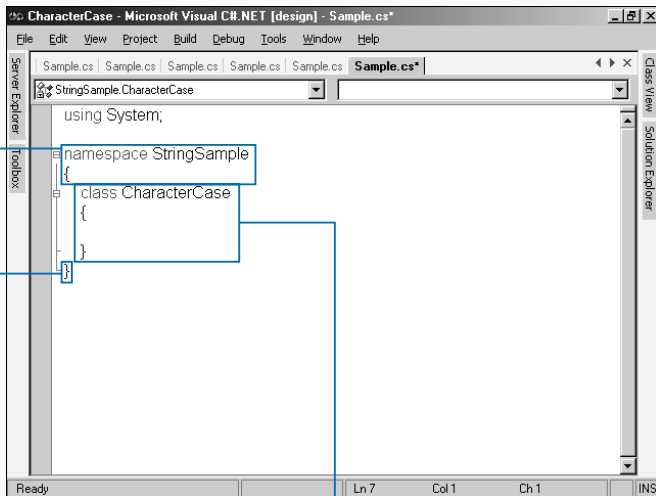 CharacterCase - Microsoft Visual C#.NET [design] - Sample.cs*
File Edit View Project Build Debug Tools Window Help
Sample.cs Sample.cs Sample.cs Sample.cs Sample.cs Sample.cs*
StringSample.CharacterCase
Server Explorer
Toolbox
using System;
namespace StringSample
{
class CharacterCase
{
}
}
Class View
Solution Explorer
Ready Ln 7 Col 1 Ch 1 INS